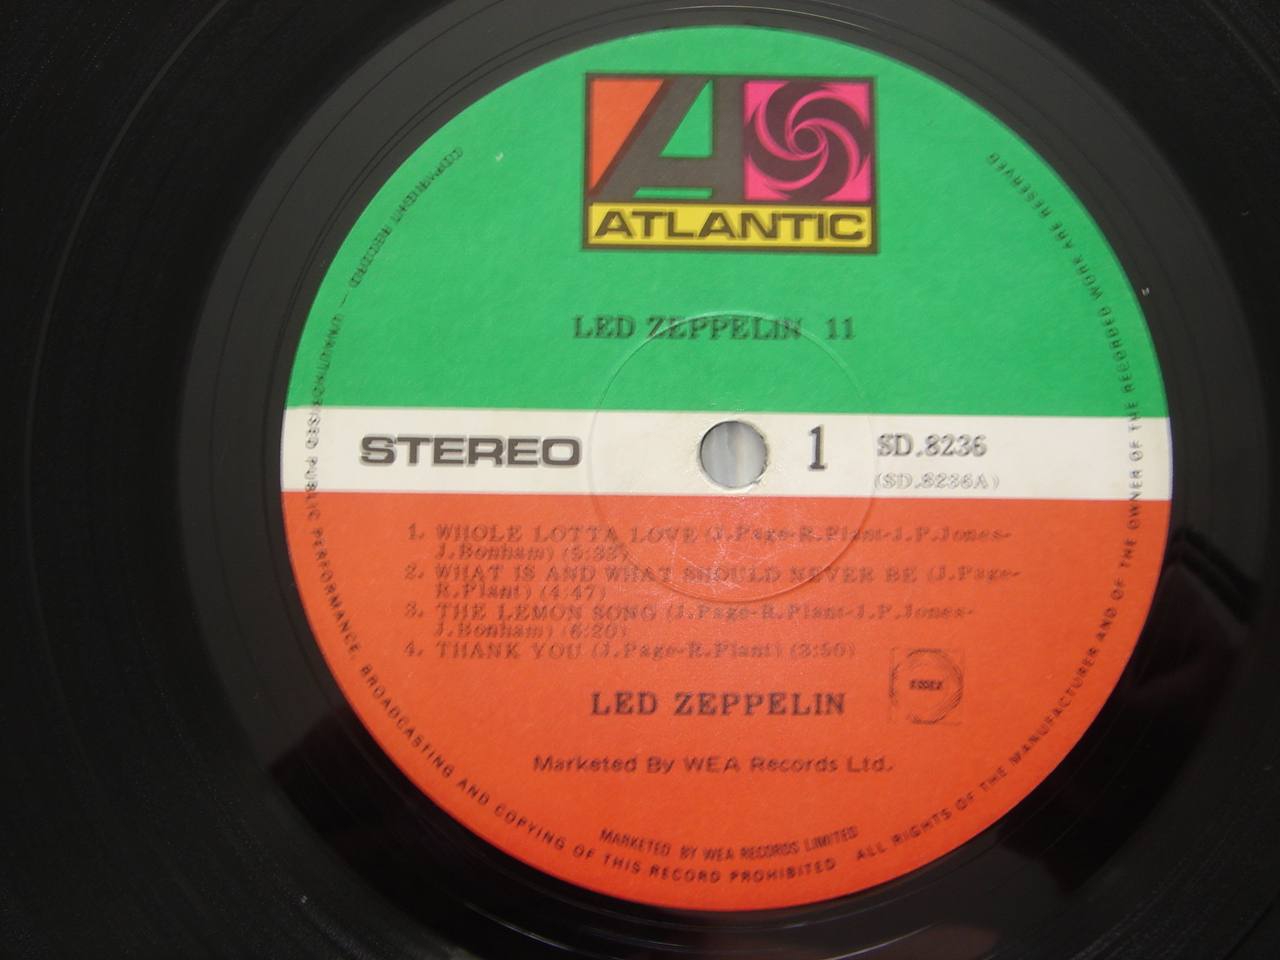 ATLANTIC
LED ZEPPELIN 11
STEREO
1
SD.8236
(SD.8236A)
1. WHOLE LOTTA LOVE (J.Page-R.Plant-J.P.Jones-
J.Bonham) (5:33)
2. WHAT IS AND WHAT SHOULD NEVER BE (J.Page-
R.Plant) (4:47)
3. THE LEMON SONG (J.Page-R.Plant-J.P.Jones-
J.Bonham) (6:20)
4. THANK YOU (J.Page-R.Plant) (3:50)
ESSEX
LED ZEPPELIN
Marketed By WEA Records Ltd.
MARKETED BY WEA RECORDS LIMITED
UNAUTHORISED PUBLIC PERFORMANCE, BROADCASTING AND COPYING OF THIS RECORD PROHIBITED
ALL RIGHTS OF THE MANUFACTURER AND OF THE OWNER OF THE RECORDED WORK ARE RESERVED